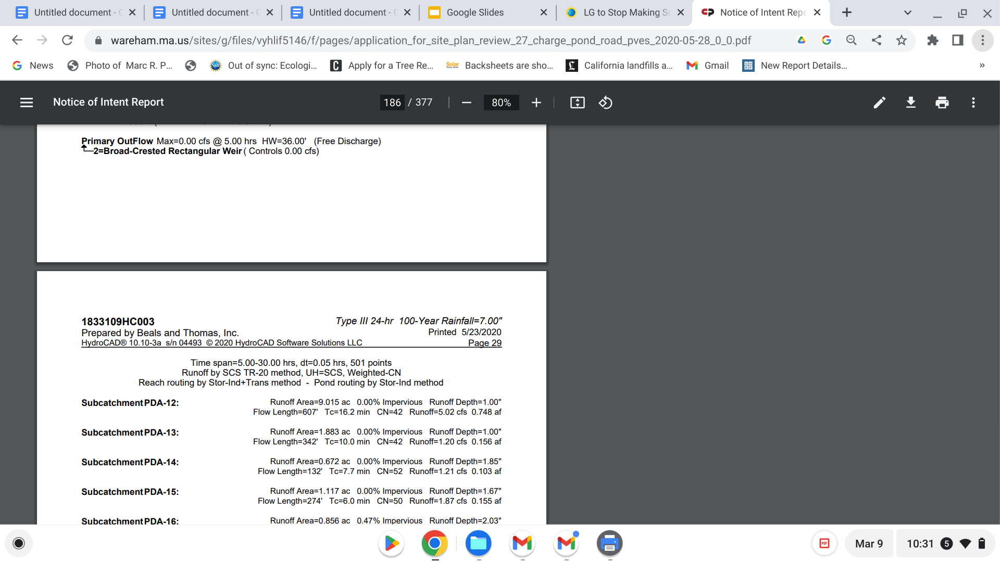 Untitled document - G
Untitled document - G
Untitled document - G
Google Slides
LG to Stop Making So
Notice of Intent Repo
wareham.ma.us/sites/g/files/vyhlif5146/f/pages/application_for_site_plan_review_27_charge_pond_road_pves_2020-05-28_0_0.pdf
News
Photo of Marc R. P...
Out of sync: Ecologi...
Apply for a Tree Re...
Backsheets are sho...
California landfills a...
Gmail
New Report Details...
»
Notice of Intent Report
186 / 377
80%
Primary OutFlow Max=0.00 cfs @ 5.00 hrs HW=36.00' (Free Discharge)
2=Broad-Crested Rectangular Weir ( Controls 0.00 cfs)
1833109HC003
Type III 24-hr 100-Year Rainfall=7.00"
Prepared by Beals and Thomas, Inc.
Printed 5/23/2020
HydroCAD® 10.10-3a s/n 04493 © 2020 HydroCAD Software Solutions LLC
Page 29
Time span=5.00-30.00 hrs, dt=0.05 hrs, 501 points
Runoff by SCS TR-20 method, UH=SCS, Weighted-CN
Reach routing by Stor-Ind+Trans method - Pond routing by Stor-Ind method
Subcatchment PDA-12:
Runoff Area=9.015 ac 0.00% Impervious Runoff Depth=1.00"
Flow Length=607' Tc=16.2 min CN=42 Runoff=5.02 cfs 0.748 af
Subcatchment PDA-13:
Runoff Area=1.883 ac 0.00% Impervious Runoff Depth=1.00"
Flow Length=342' Tc=10.0 min CN=42 Runoff=1.20 cfs 0.156 af
Subcatchment PDA-14:
Runoff Area=0.672 ac 0.00% Impervious Runoff Depth=1.85"
Flow Length=132' Tc=7.7 min CN=52 Runoff=1.21 cfs 0.103 af
Subcatchment PDA-15:
Runoff Area=1.117 ac 0.00% Impervious Runoff Depth=1.67"
Flow Length=274' Tc=6.0 min CN=50 Runoff=1.87 cfs 0.155 af
Subcatchment PDA-16:
Runoff Area=0.856 ac 0.47% Impervious Runoff Depth=2.03"
PDF
Mar 9
10:31
5